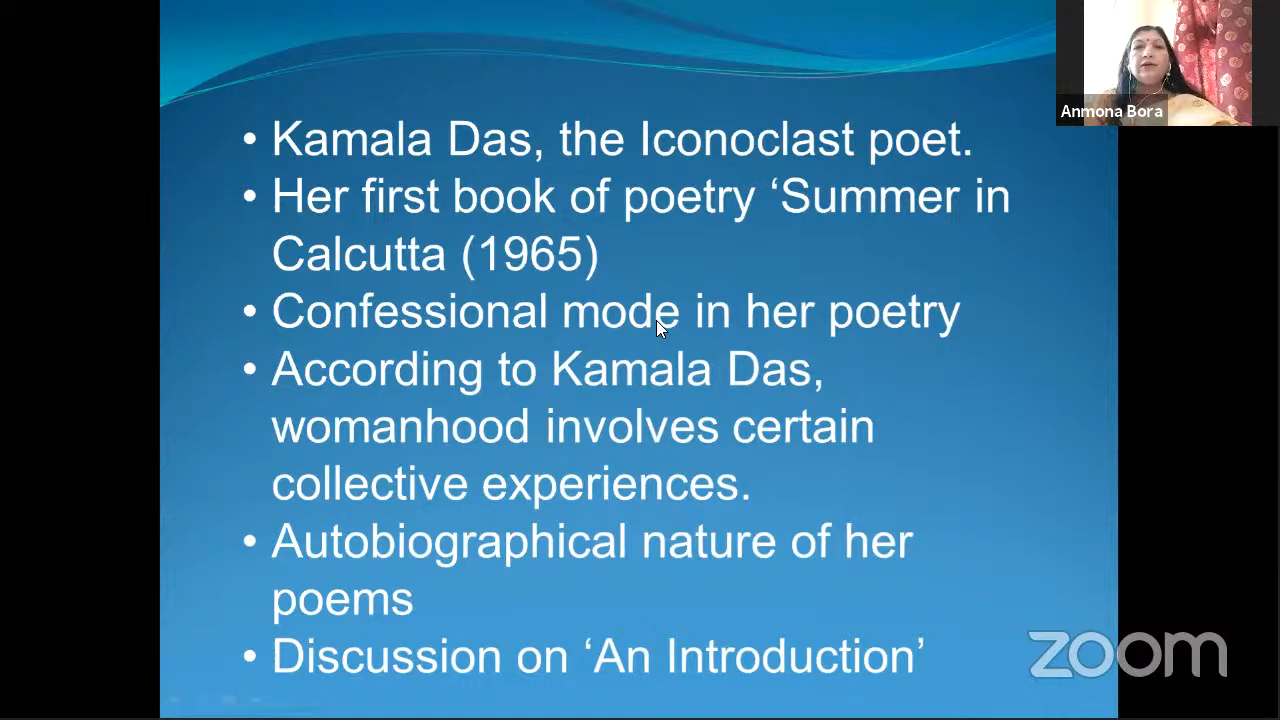 Anmona Bora
• Kamala Das, the Iconoclast poet.
• Her first book of poetry ‘Summer in
Calcutta (1965)
• Confessional mode in her poetry
• According to Kamala Das,
womanhood involves certain
collective experiences.
• Autobiographical nature of her
poems
• Discussion on ‘An Introduction’
zoom